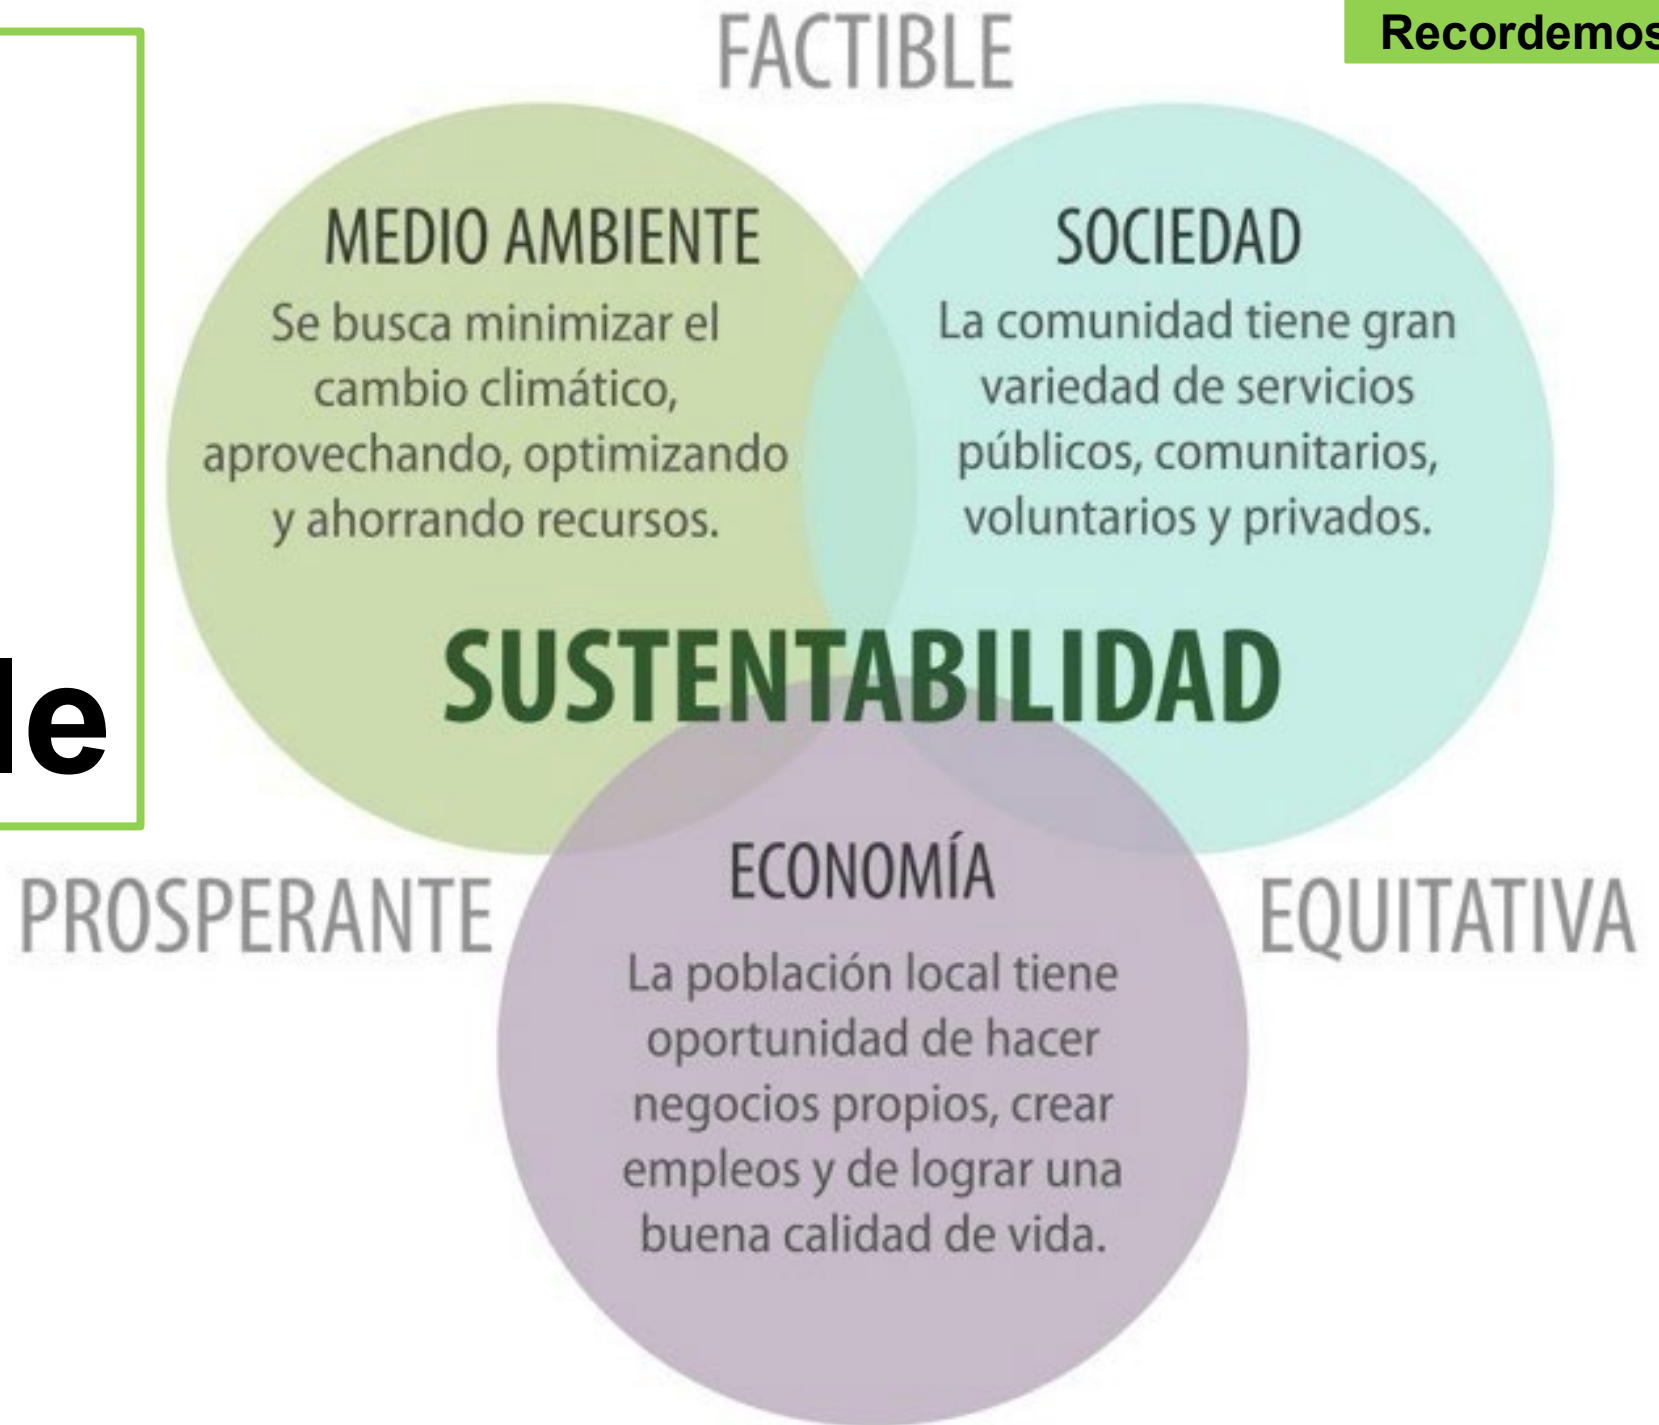 Recordemos
FACTIBLE
MEDIO AMBIENTE
Se busca minimizar el
cambio climático,
aprovechando, optimizando
y ahorrando recursos.
SOCIEDAD
La comunidad tiene gran
variedad de servicios
públicos, comunitarios,
voluntarios y privados.
SUSTENTABILIDAD
le
PROSPERANTE
EQUITATIVA
ECONOMÍA
La población local tiene
oportunidad de hacer
negocios propios, crear
empleos y de lograr una
buena calidad de vida.